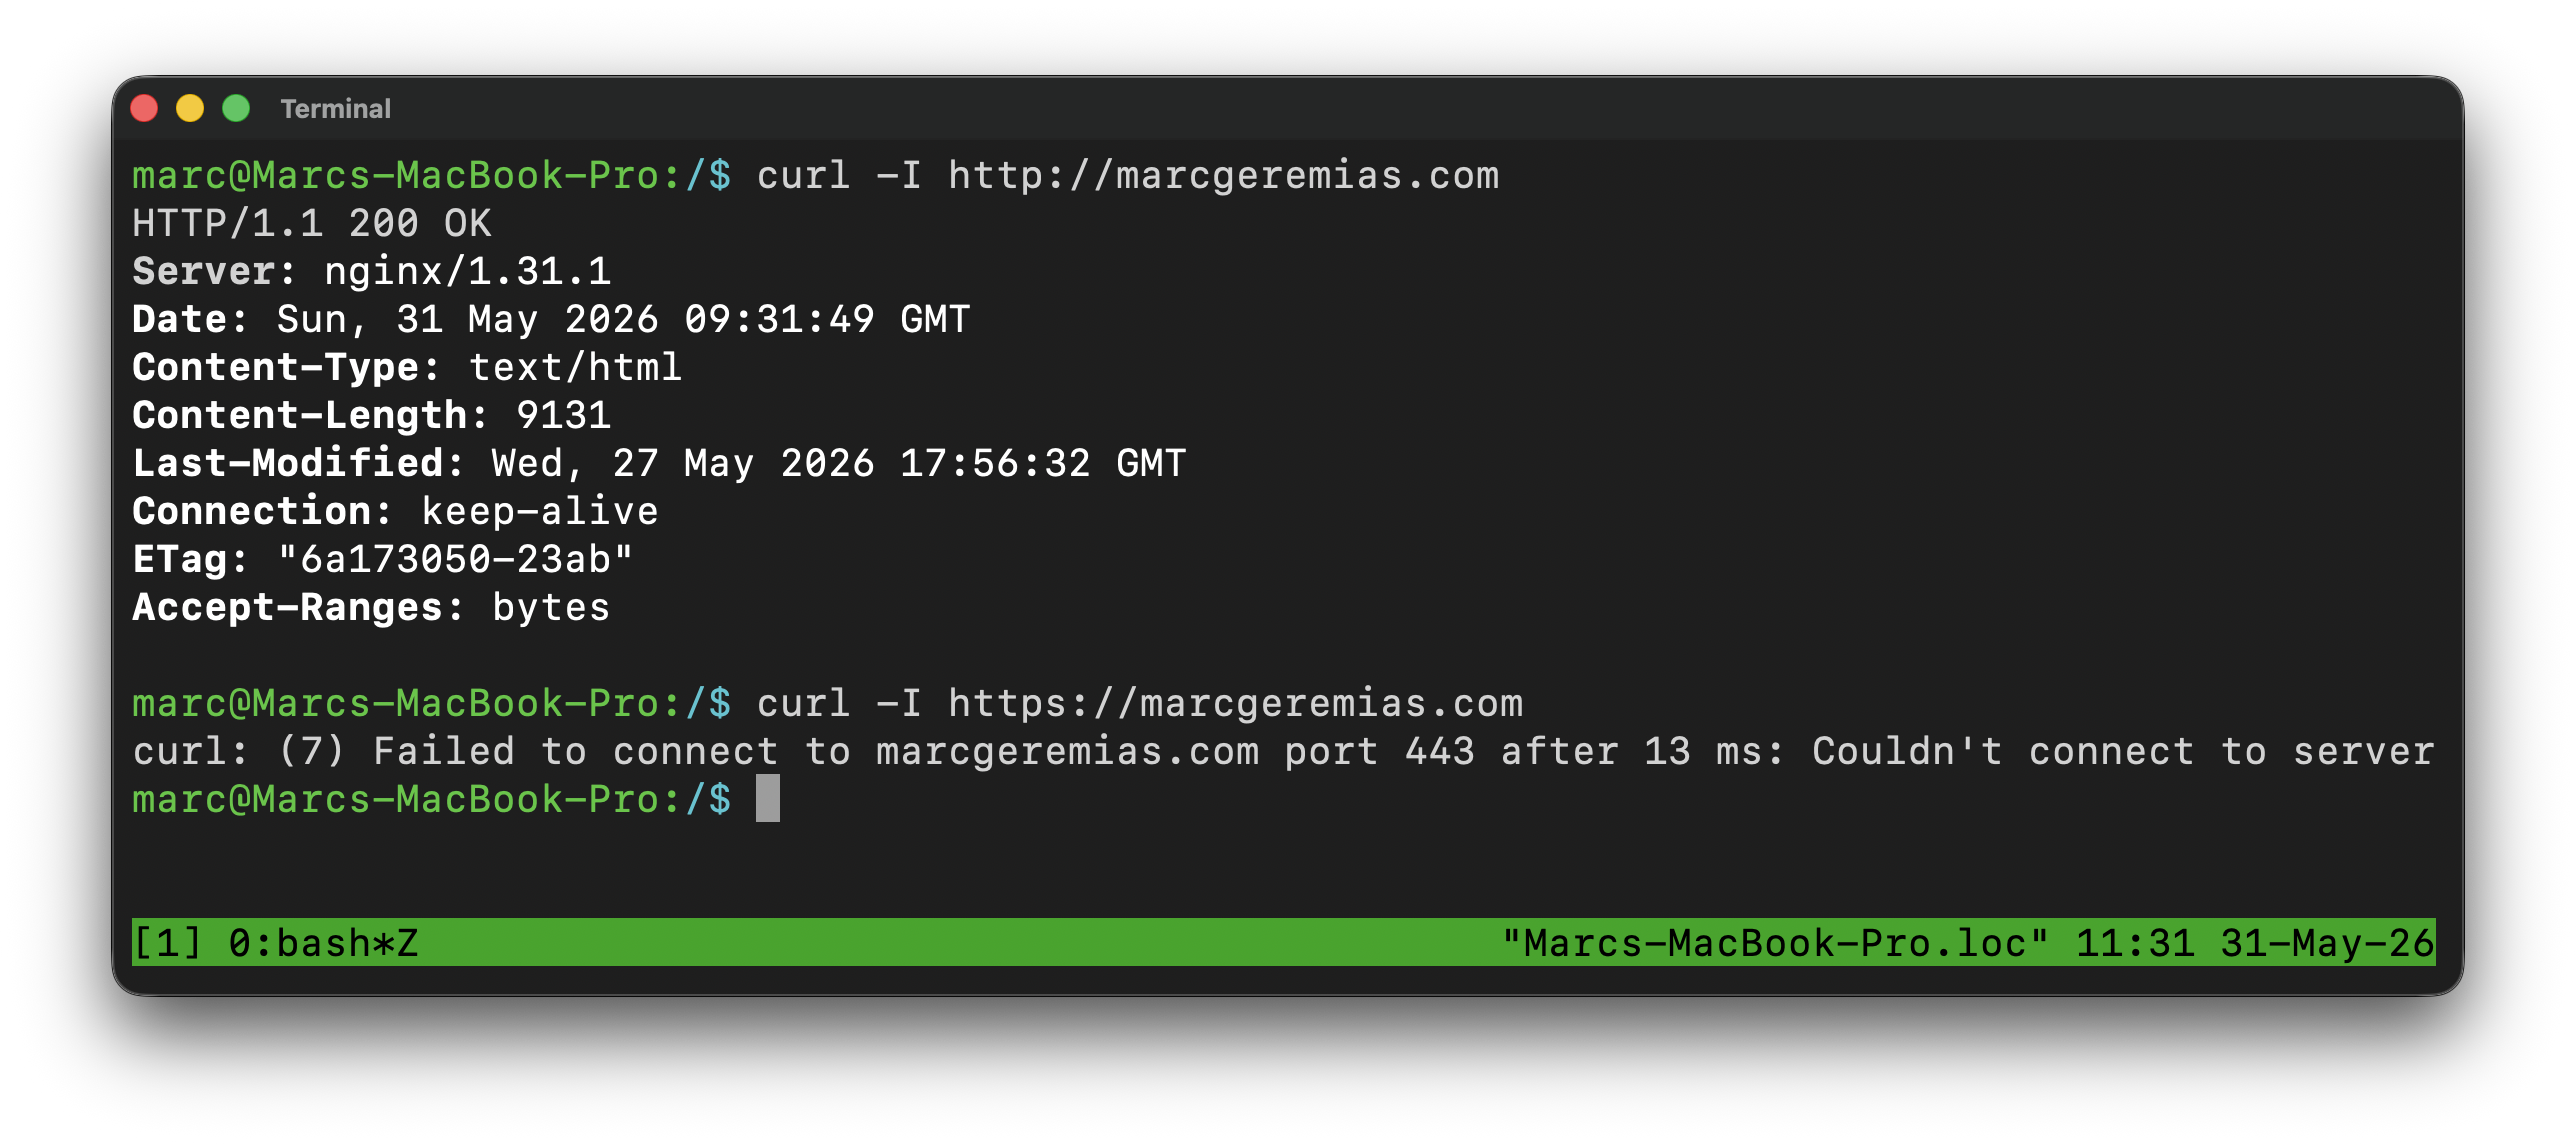 Terminal
marc@Marcs-MacBook-Pro:/$ curl -I http://marcgeremias.com
HTTP/1.1 200 OK
Server: nginx/1.31.1
Date: Sun, 31 May 2026 09:31:49 GMT
Content-Type: text/html
Content-Length: 9131
Last-Modified: Wed, 27 May 2026 17:56:32 GMT
Connection: keep-alive
ETag: "6a173050-23ab"
Accept-Ranges: bytes
marc@Marcs-MacBook-Pro:/$ curl -I https://marcgeremias.com
curl: (7) Failed to connect to marcgeremias.com port 443 after 13 ms: Couldn't connect to server
marc@Marcs-MacBook-Pro:/$
[1] 0:bash*Z "Marcs-MacBook-Pro.loc" 11:31 31-May-26